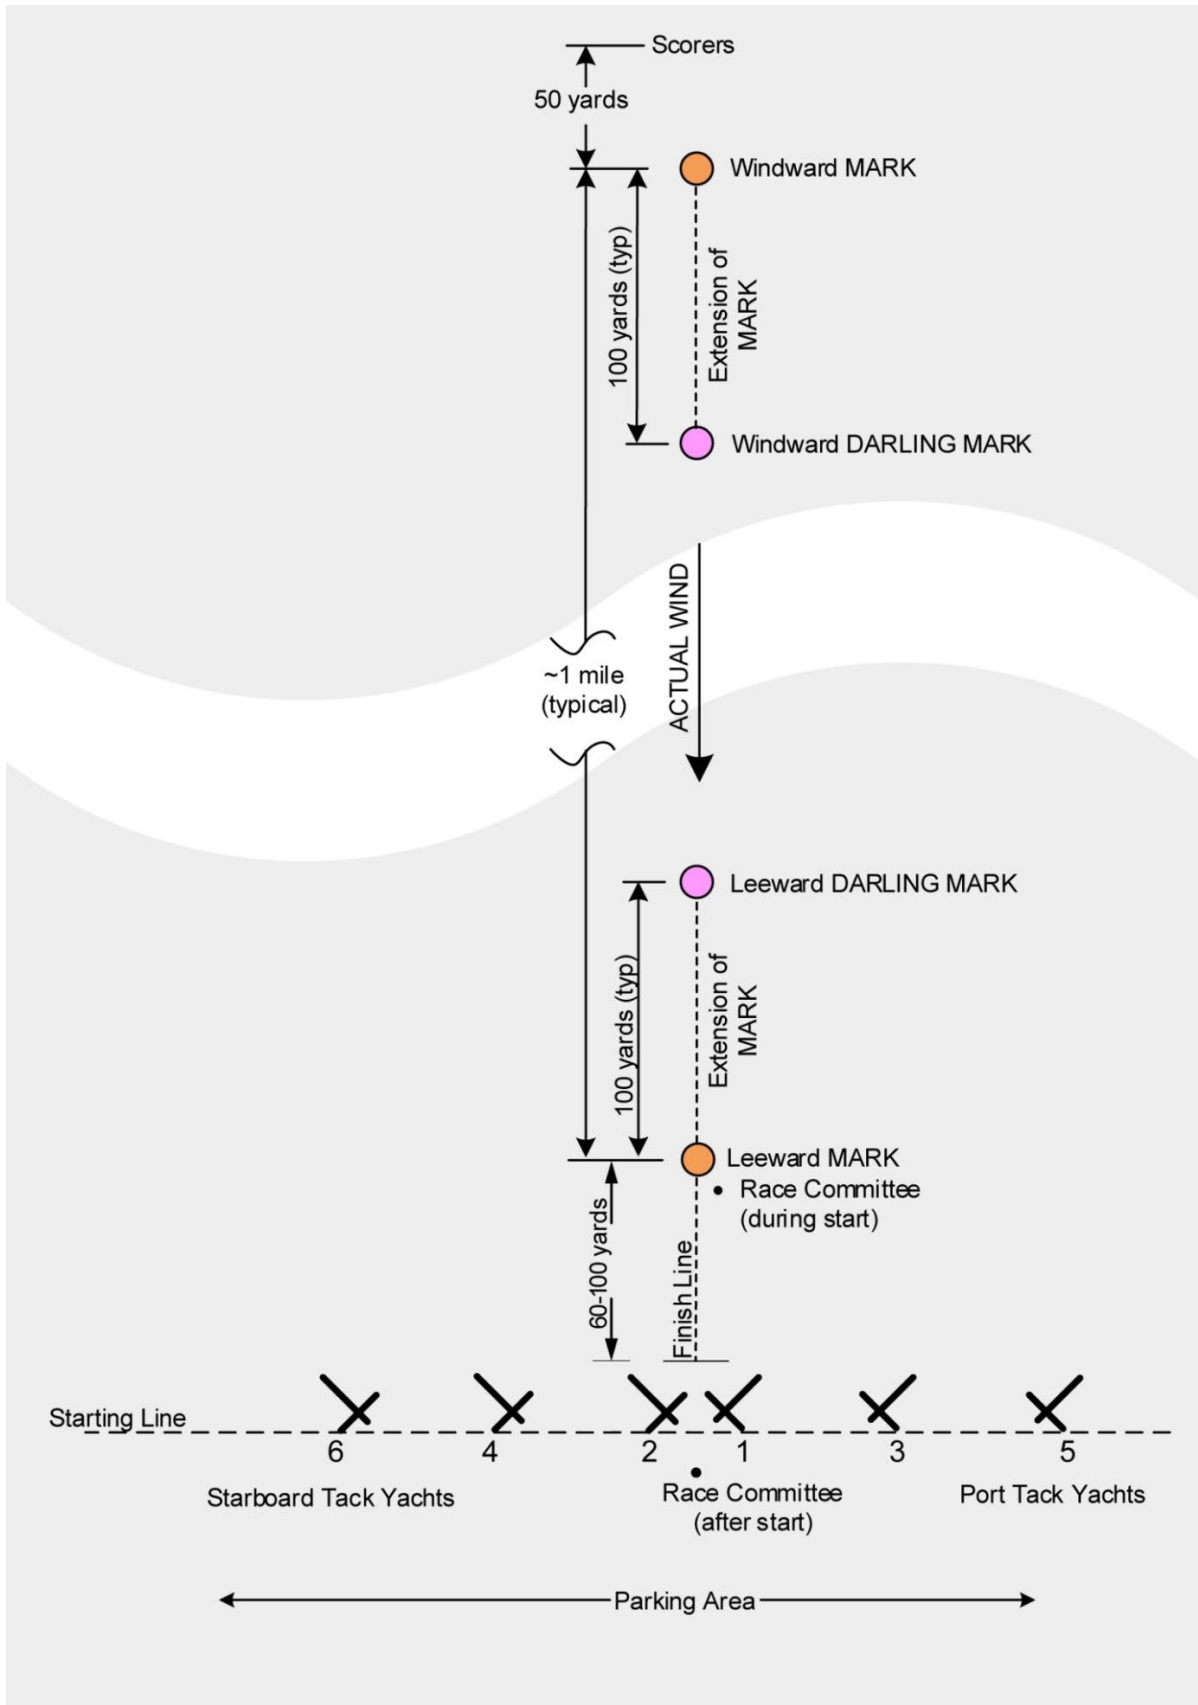 Scorers
50 yards
Windward MARK
100 yards (typ)
Extension of
MARK
Windward DARLING MARK
ACTUAL WIND
~1 mile
(typical)
Leeward DARLING MARK
100 yards (typ)
Extension of
MARK
Leeward MARK
• Race Committee
(during start)
60-100 yards
Finish Line
Starting Line
6 4 2 1 3 5
Starboard Tack Yachts
Race Committee
(after start)
Port Tack Yachts
Parking Area